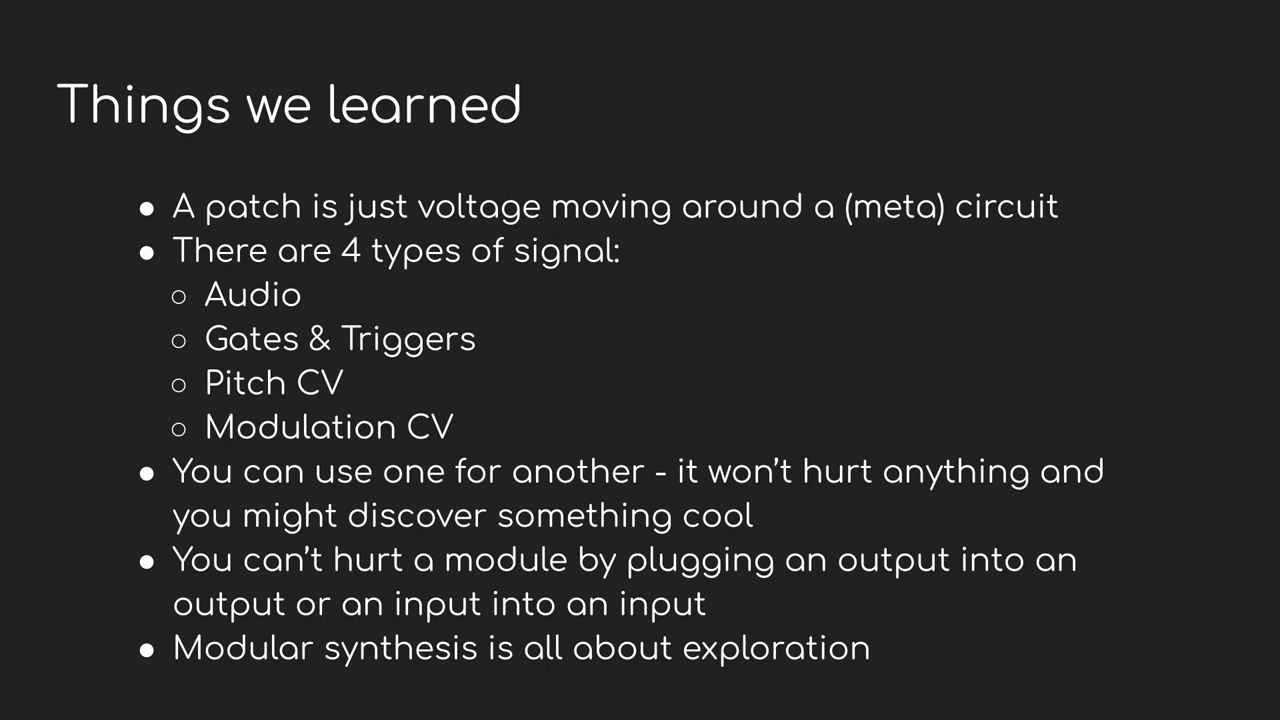 Things we learned
● A patch is just voltage moving around a (meta) circuit
● There are 4 types of signal:
○ Audio
○ Gates & Triggers
○ Pitch CV
○ Modulation CV
● You can use one for another - it won’t hurt anything and
you might discover something cool
● You can’t hurt a module by plugging an output into an
output or an input into an input
● Modular synthesis is all about exploration